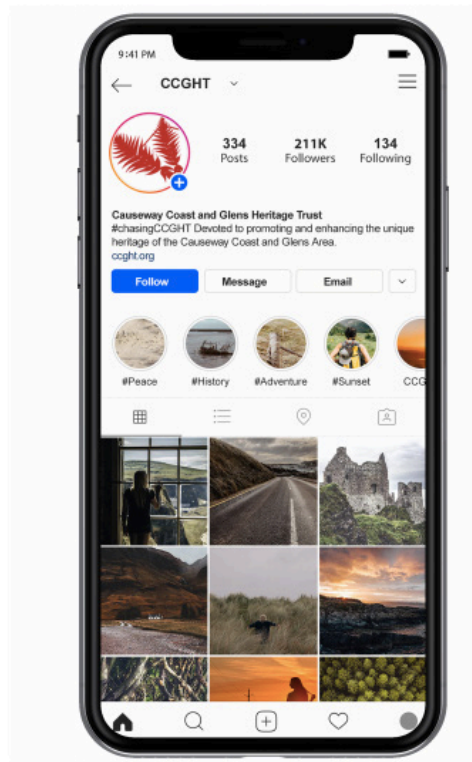 9:41 PM
CCGHT
334 211K 134
Posts Followers Following
Causeway Coast and Glens Heritage Trust
#chasingCCGHT Devoted to promoting and enhancing the unique
heritage of the Causeway Coast and Glens Area.
ccght.org
Follow Message Email
#Peace #History #Adventure #Sunset CCG